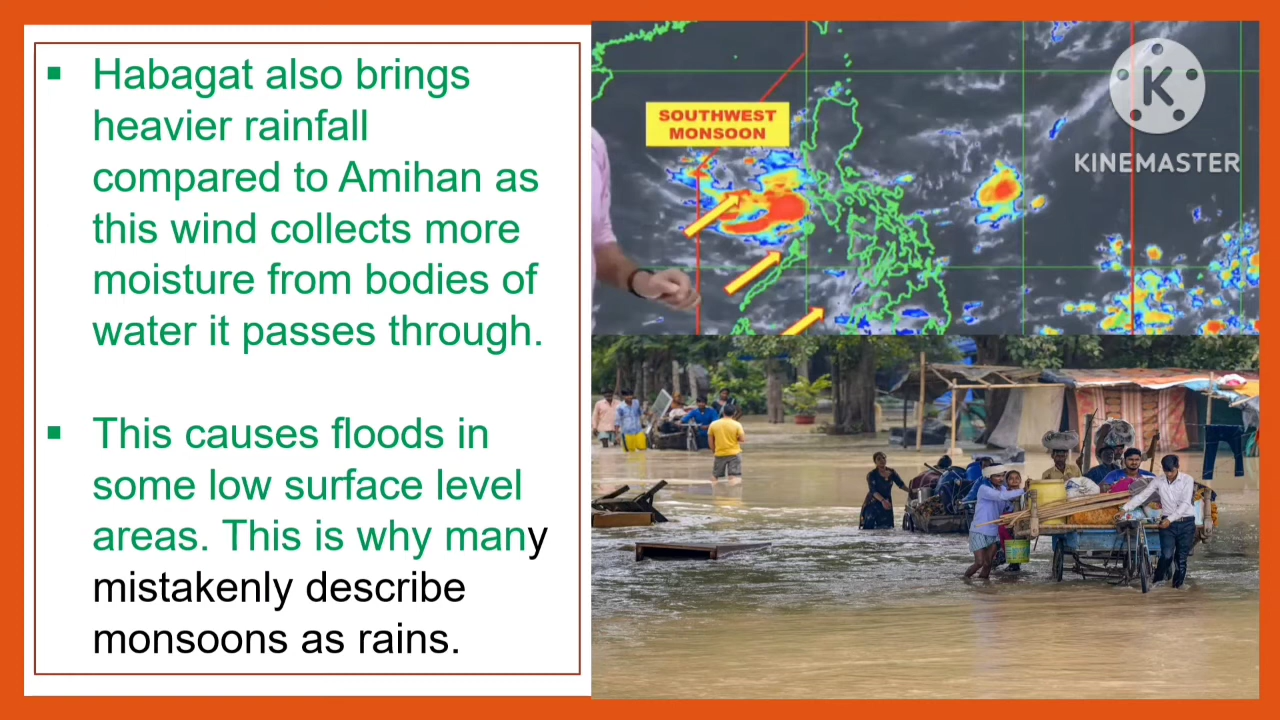 ▪ Habagat also brings
heavier rainfall
compared to Amihan as
this wind collects more
moisture from bodies of
water it passes through.
▪ This causes floods in
some low surface level
areas. This is why many
mistakenly describe
monsoons as rains.
SOUTHWEST
MONSOON
K
KINEMASTER